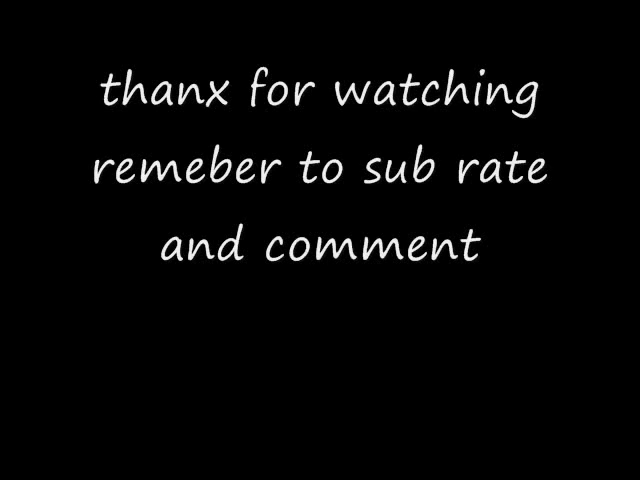 thanx for watching
remeber to sub rate
and comment